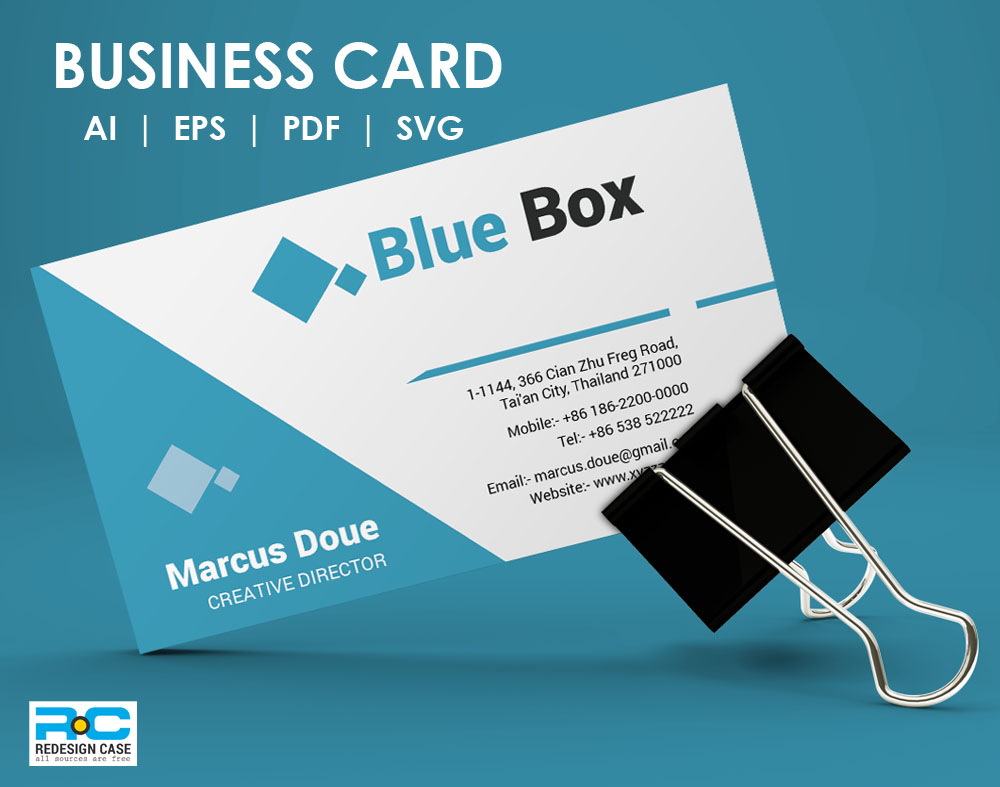 BUSINESS CARD
AI | EPS | PDF | SVG
Blue Box
1-1144, 366 Cian Zhu Freg Road,
Tai'an City, Thailand 271000
Mobile:- +86 186-2200-0000
Tel:- +86 538 522222
Email:- marcus.doue@gmail.
Website:- www.
Marcus Doue
CREATIVE DIRECTOR
RC
REDESIGN CASE
all sources are free